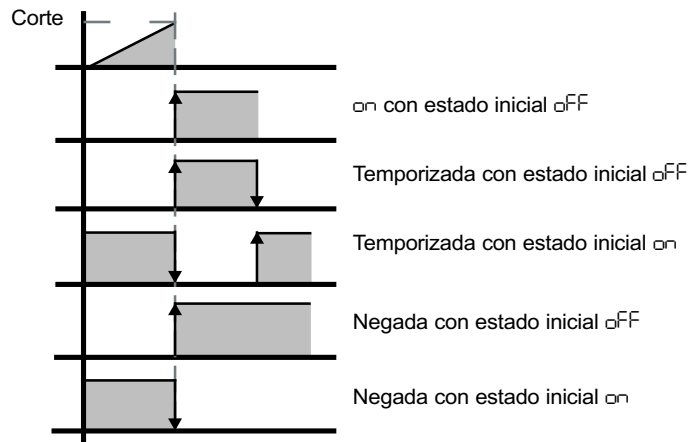 Corte
on con estado inicial oFF
Temporizada con estado inicial oFF
Temporizada con estado inicial on
Negada con estado inicial oFF
Negada con estado inicial on